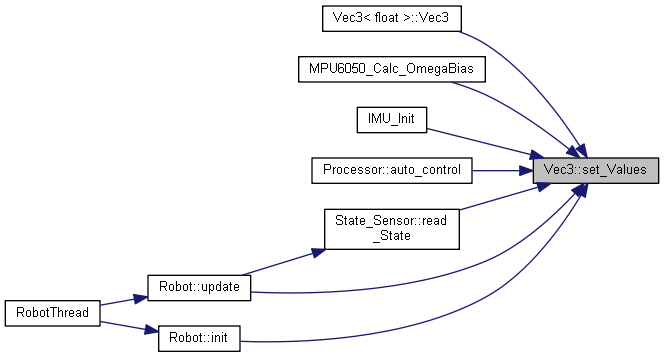 Vec3< float >::Vec3
MPU6050_Calc_OmegaBias
IMU_Init
Processor::auto_control
Vec3::set_Values
State_Sensor::read
_State
Robot::update
RobotThread
Robot::init